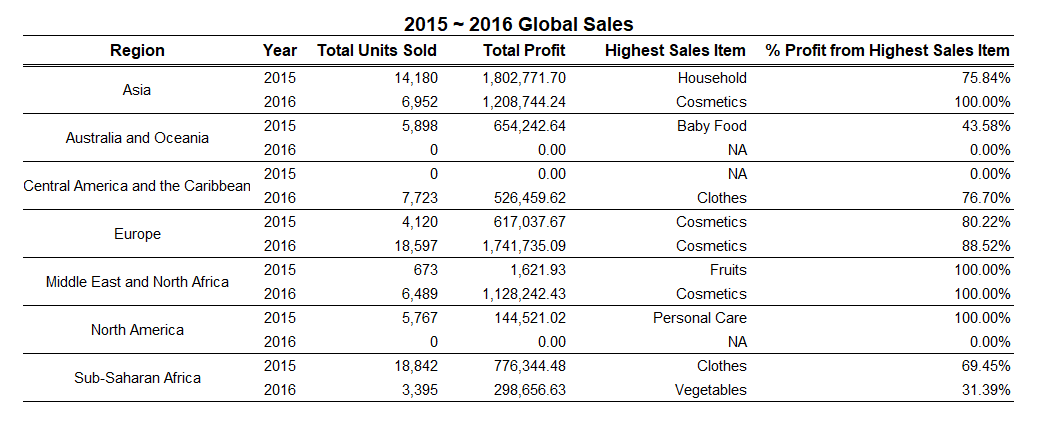 2015 ~ 2016 Global Sales
Region Year Total Units Sold Total Profit Highest Sales Item % Profit from Highest Sales Item
Asia 2015 14,180 1,802,771.70 Household 75.84%
2016 6,952 1,208,744.24 Cosmetics 100.00%
Australia and Oceania 2015 5,898 654,242.64 Baby Food 43.58%
2016 0 0.00 NA 0.00%
Central America and the Caribbean 2015 0 0.00 NA 0.00%
2016 7,723 526,459.62 Clothes 76.70%
Europe 2015 4,120 617,037.67 Cosmetics 80.22%
2016 18,597 1,741,735.09 Cosmetics 88.52%
Middle East and North Africa 2015 673 1,621.93 Fruits 100.00%
2016 6,489 1,128,242.43 Cosmetics 100.00%
North America 2015 5,767 144,521.02 Personal Care 100.00%
2016 0 0.00 NA 0.00%
Sub-Saharan Africa 2015 18,842 776,344.48 Clothes 69.45%
2016 3,395 298,656.63 Vegetables 31.39%